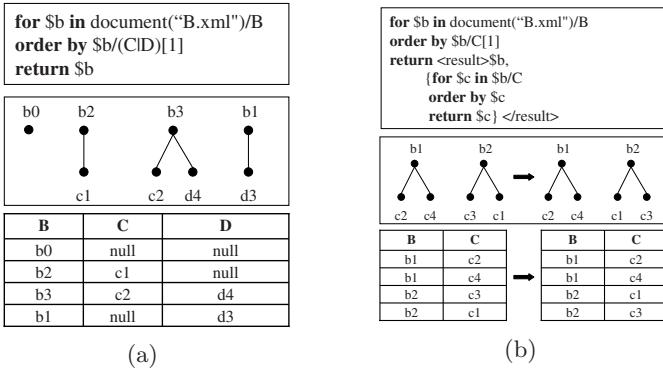 for $b in document(“B.xml")/B
order by $b/(C|D)[1]
return $b
b0 b2 b3 b1
c1 c2 d4 d3
B C D
b0 null null
b2 c1 null
b3 c2 d4
b1 null d3
(a)
for $b in document(“B.xml")/B
order by $b/C[1]
return <result>$b,
{for $c in $b/C
order by $c
return $c} </result>
b1 b2 b1 b2
c2 c4 c3 c1 c2 c4 c1 c3
B C B C
b1 c2 b1 c2
b1 c4 b1 c4
b2 c3 b2 c1
b2 c1 b2 c3
(b)